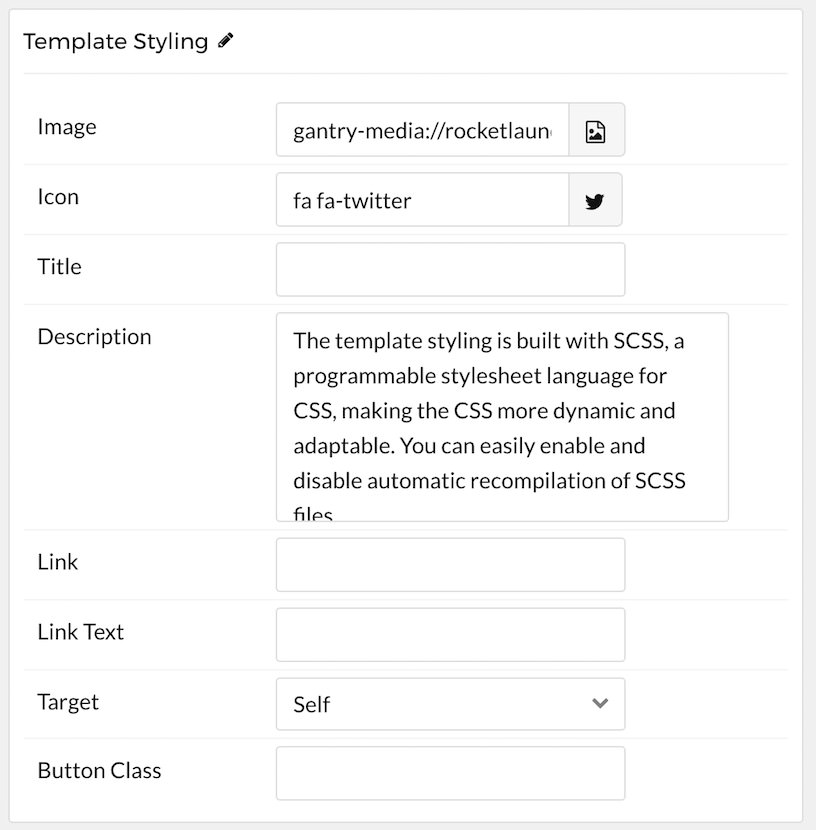 Template Styling
Image
gantry-media://rocketlaun
Icon
fa fa-twitter
Title
Description
The template styling is built with SCSS, a
programmable stylesheet language for
CSS, making the CSS more dynamic and
adaptable. You can easily enable and
disable automatic recompilation of SCSS
files
Link
Link Text
Target
Self
Button Class